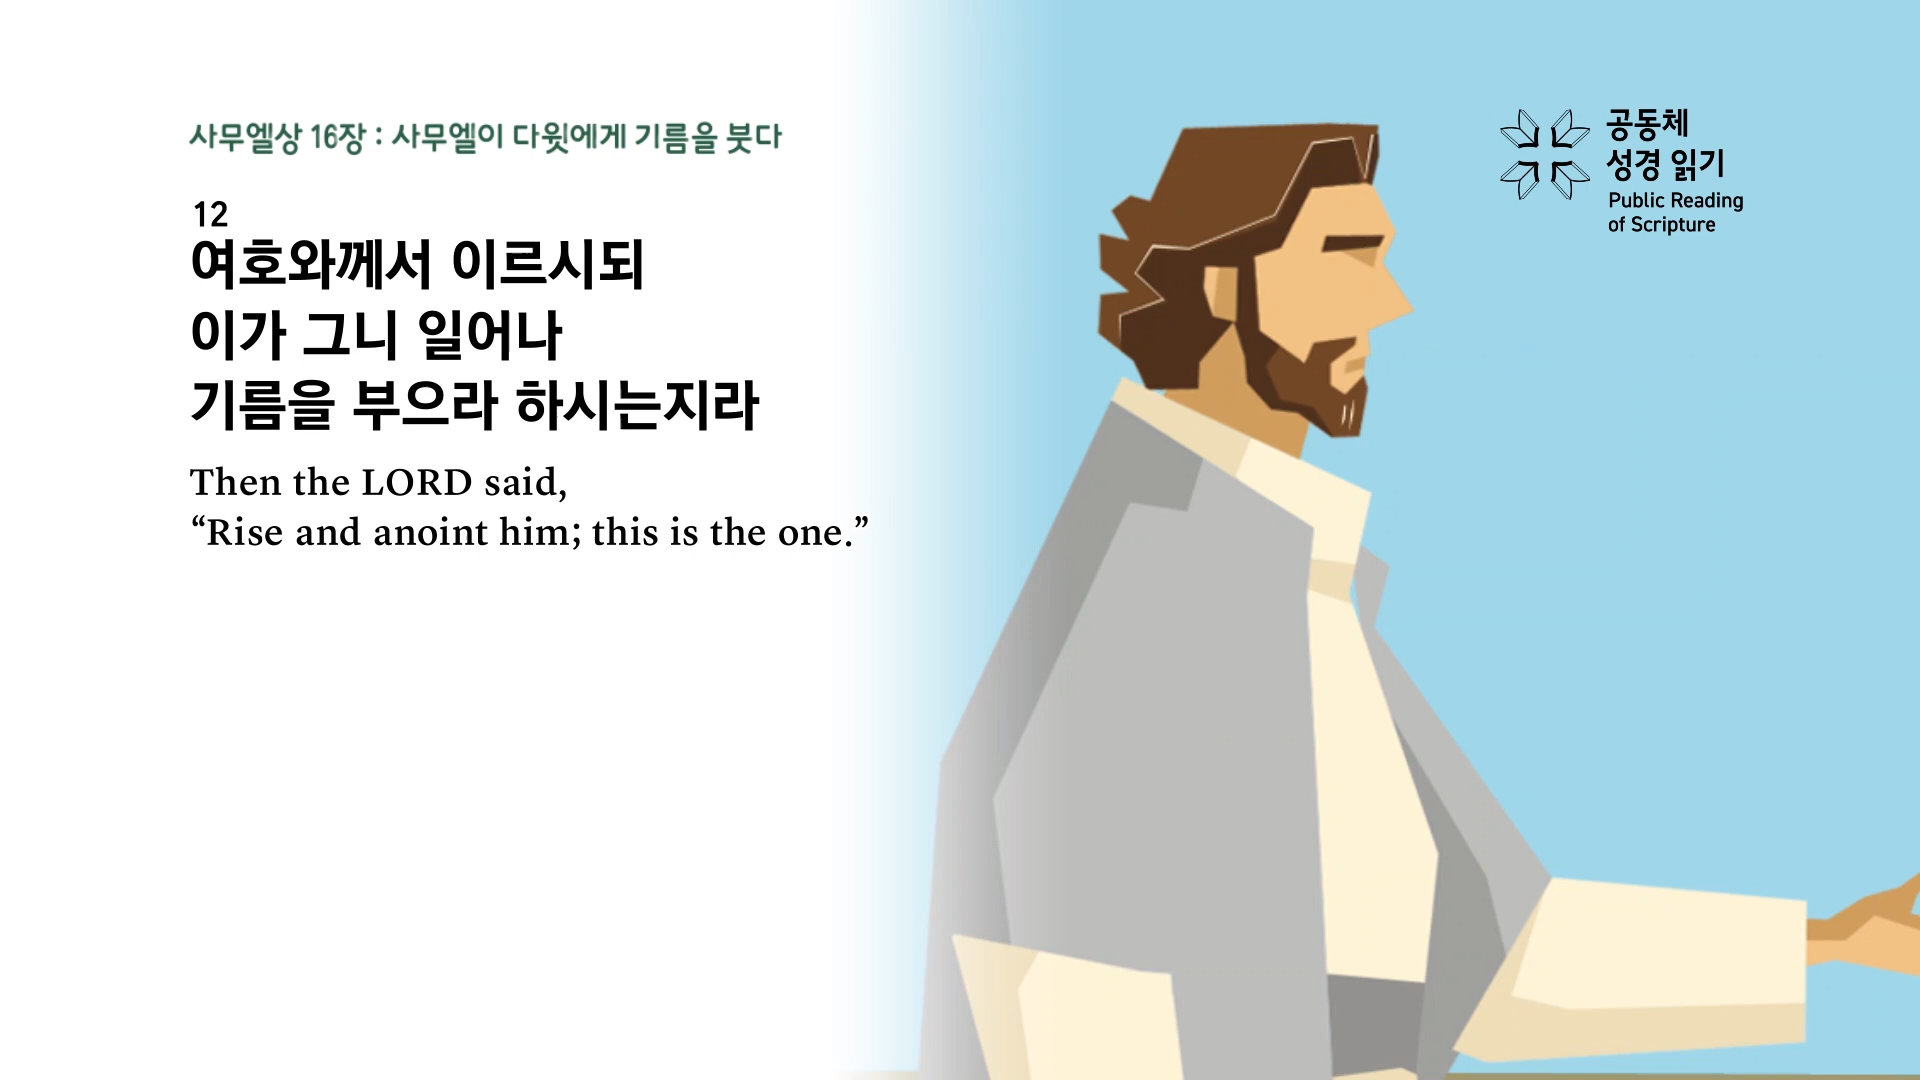 사무엘상 16장 : 사무엘이 다윗에게 기름을 붓다
12
여호와께서 이르시되
이가 그니 일어나
기름을 부으라 하시는지라
Then the LORD said,
“Rise and anoint him; this is the one.”
공동체
성경 읽기
Public Reading
of Scripture